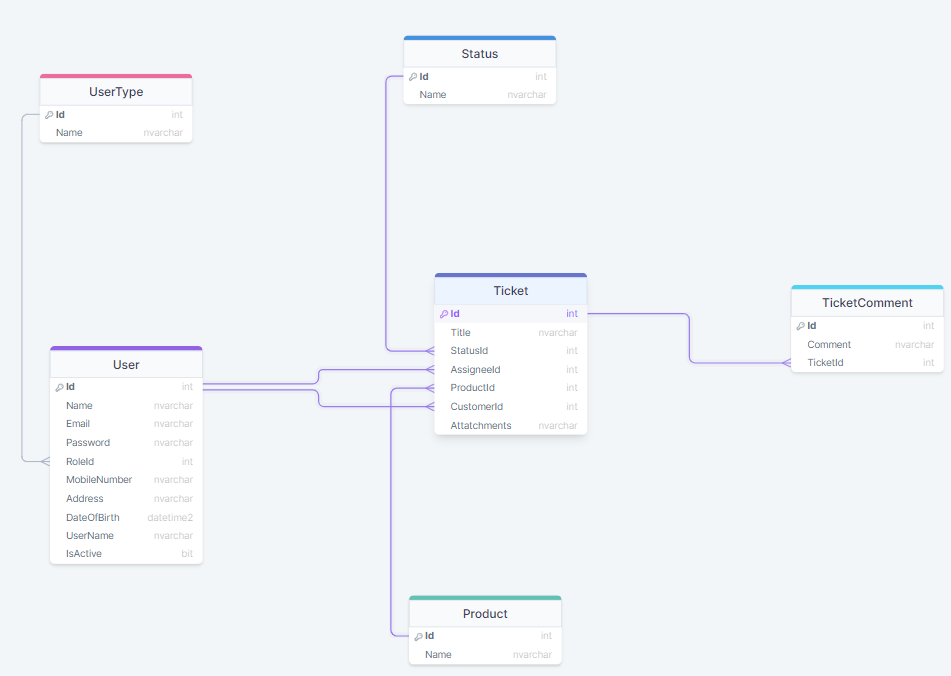 Status
Id int
Name nvarchar
UserType
Id int
Name nvarchar
Ticket
Id int
Title nvarchar
StatusId int
AssigneeId int
ProductId int
CustomerId int
Attatchments nvarchar
TicketComment
Id int
Comment nvarchar
TicketId int
User
Id int
Name nvarchar
Email nvarchar
Password nvarchar
RoleId int
MobileNumber nvarchar
Address nvarchar
DateOfBirth datetime2
UserName nvarchar
IsActive bit
Product
Id int
Name nvarchar